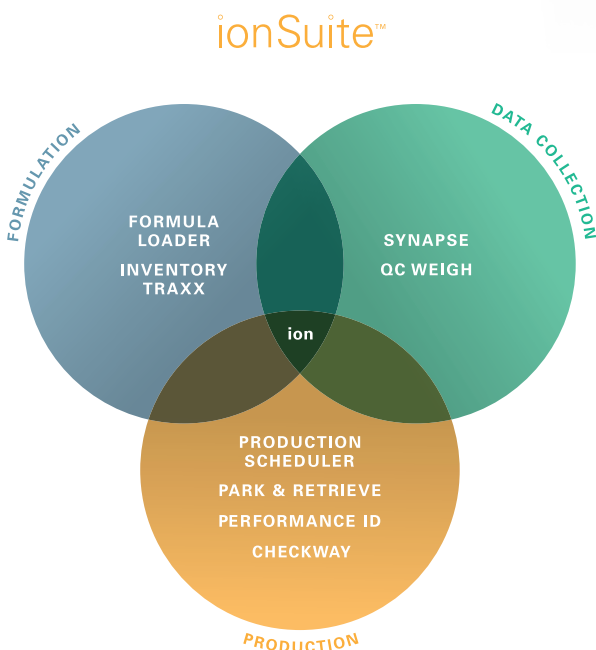 ionSuite™
FORMULATION
DATA COLLECTION
FORMULA
LOADER
INVENTORY
TRAXX
SYNAPSE
QC WEIGH
ion
PRODUCTION
SCHEDULER
PARK & RETRIEVE
PERFORMANCE ID
CHECKWAY
PRODUCTION